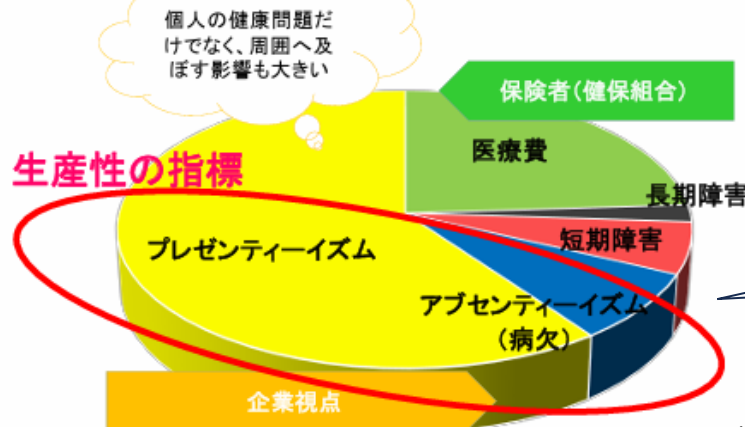 個人の健康問題だ
けでなく、周囲へ及
ぼす影響も大きい
保険者(健保組合)
医療費
生産性の指標
長期障害
短期障害
プレゼンティーイズム
アブセンティーイズム
(病欠)
企業視点